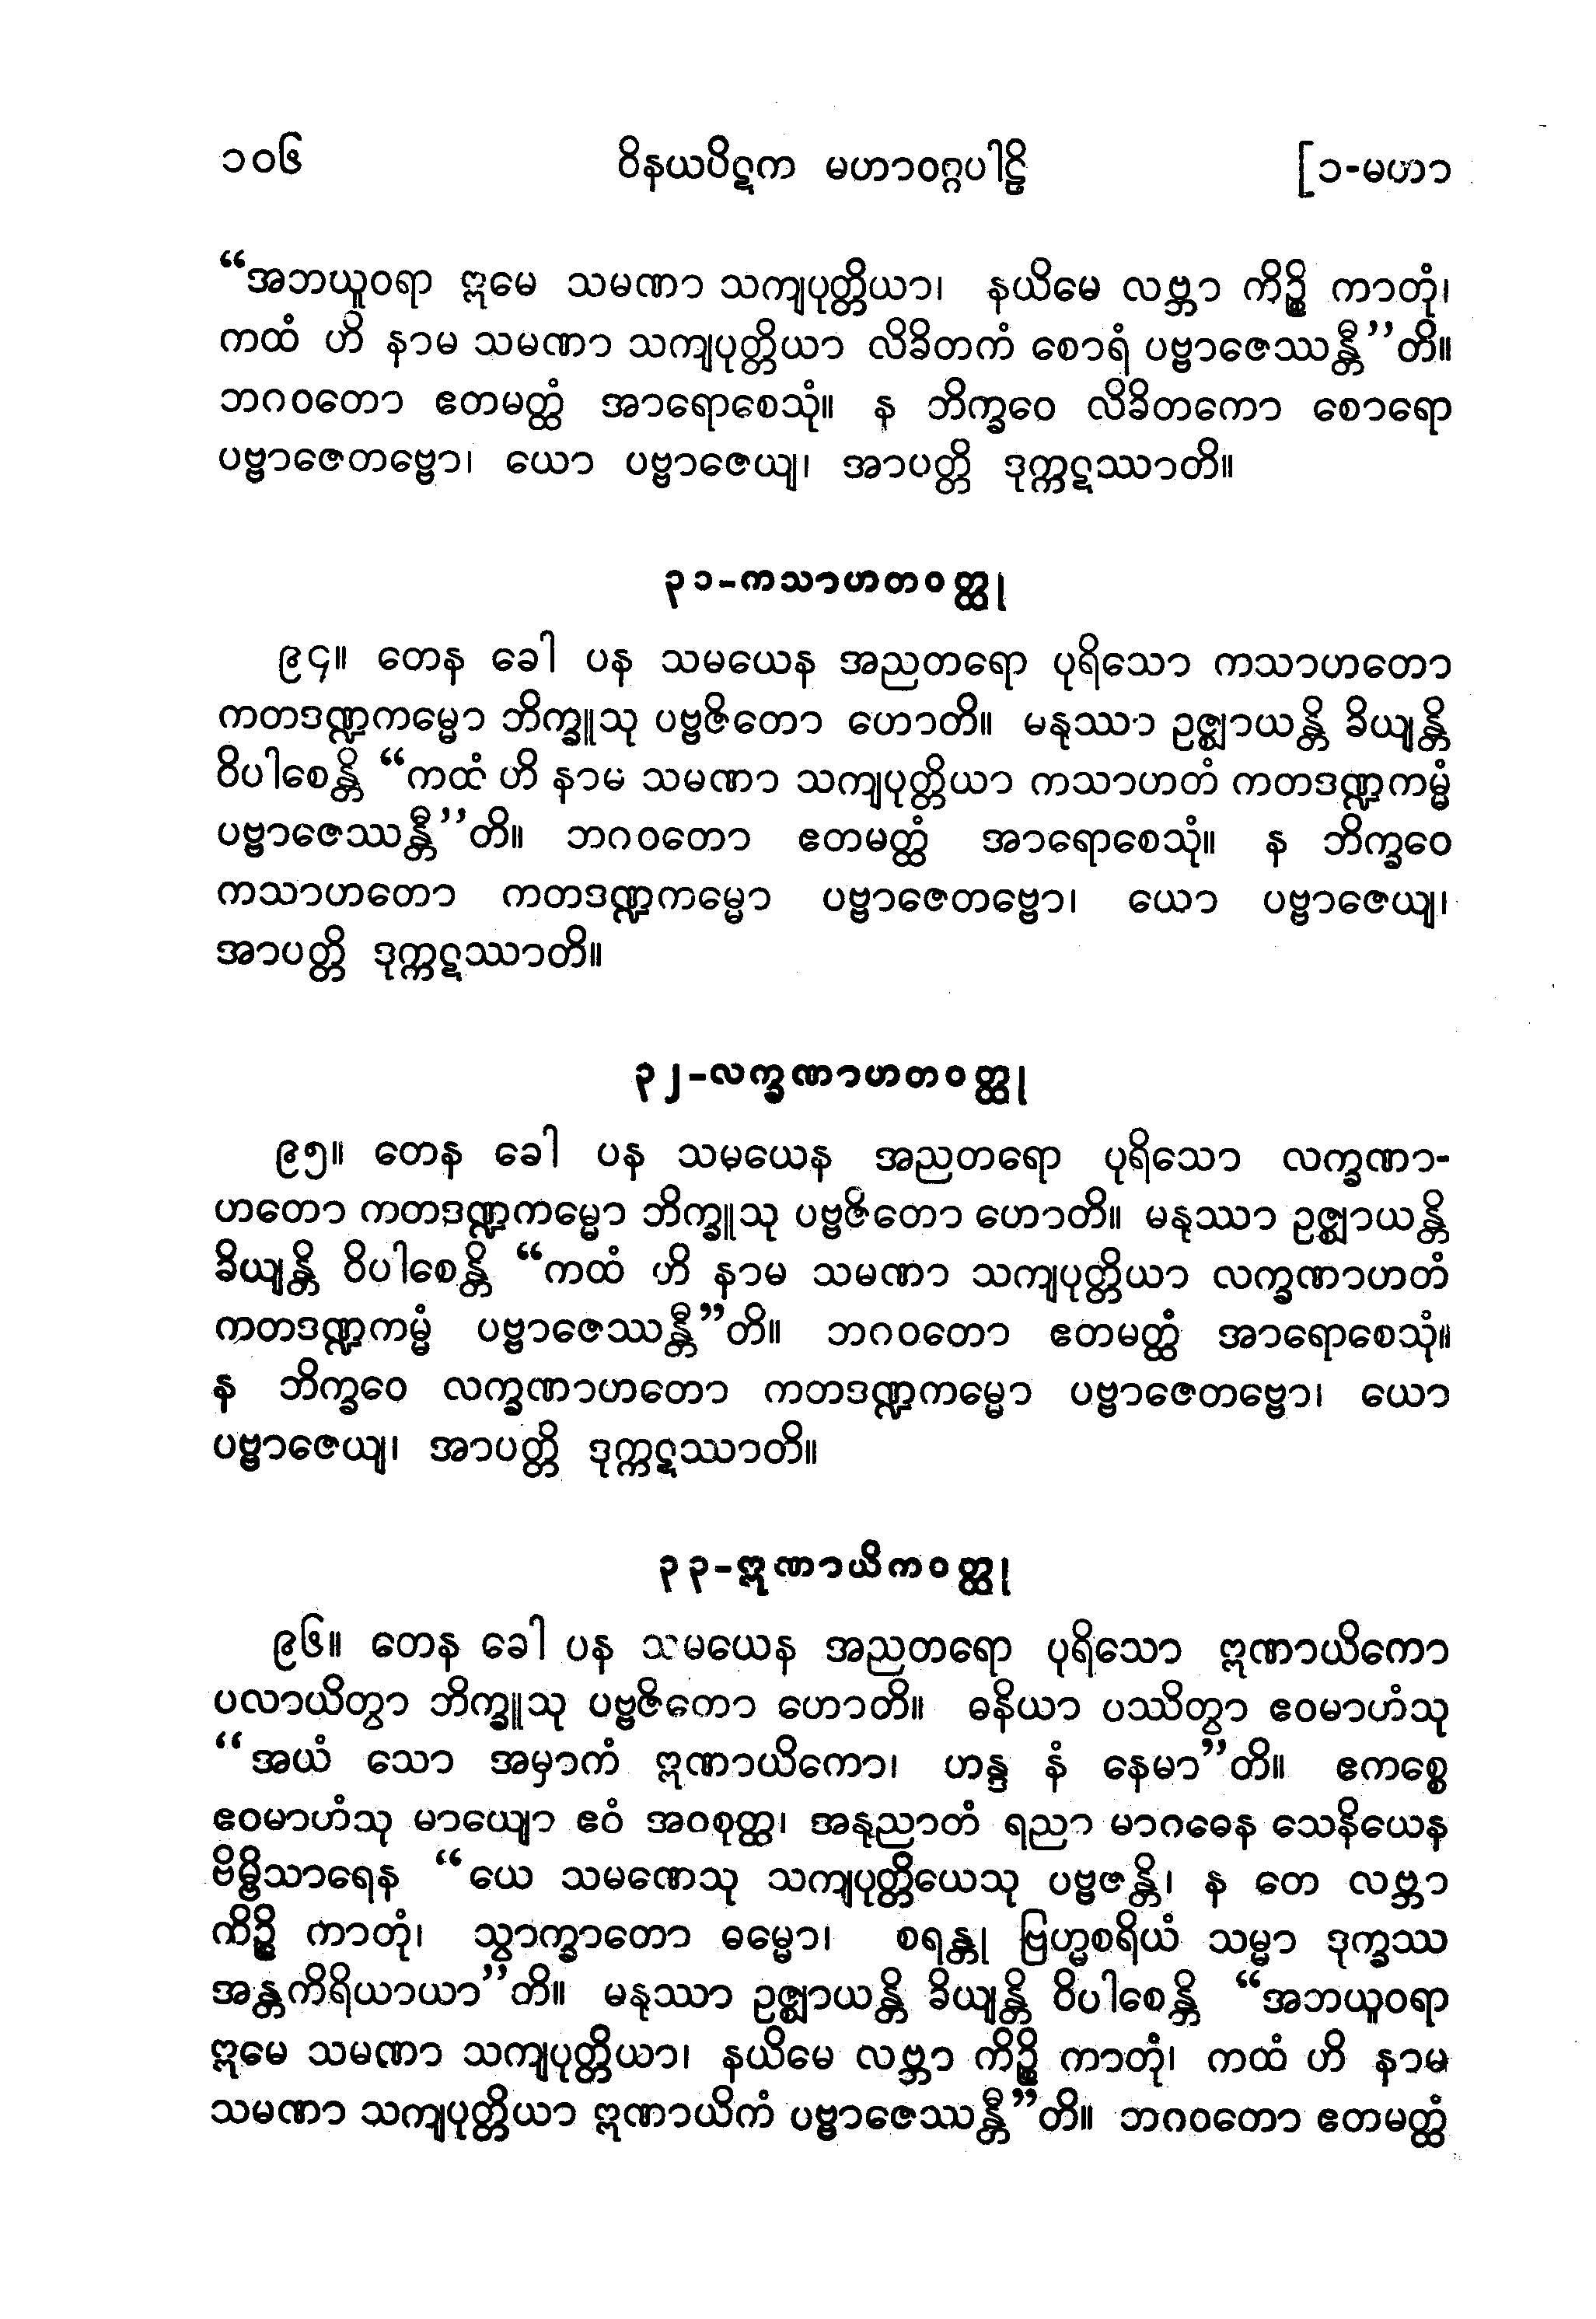 ၁၀၆ ဝိနယပိဋက မဟာဝဂ္ဂပါဠိ [၁-မဟာ
“အဘယူဝရာ ဣမေ သမဏာ သကျပုတ္တိယာ၊ နယိမေ လဗ္ဘာ ကိဉ္စိ ကာတုံ၊
ကထံ ဟိ နာမ သမဏာ သကျပုတ္တိယာ လိခိတကံ စောရံ ပဗ္ဗာဇေဿန္တီ”တိ။
ဘဂဝတော ဧတမတ္ထံ အာရောစေသုံ။ န ဘိက္ခဝေ လိခိတကော စောရော
ပဗ္ဗာဇေတဗ္ဗော၊ ယော ပဗ္ဗာဇေယျ၊ အာပတ္တိ ဒုက္ကဋဿာတိ။
၃၁-ကသာဟတဝတ္ထု
၉၄။ တေန ခေါ ပန သမယေန အညတရော ပုရိသော ကသာဟတော
ကတဒဏ္ဍကမ္မော ဘိက္ခူသု ပဗ္ဗဇိတော ဟောတိ။ မနုဿာ ဥဇ္ဈာယန္တိ ခိယျန္တိ
ဝိပါစေန္တိ “ကထံ ဟိ နာမ သမဏာ သကျပုတ္တိယာ ကသာဟတံ ကတဒဏ္ဍကမ္မံ
ပဗ္ဗာဇေဿန္တီ”တိ။ ဘဂဝတော ဧတမတ္ထံ အာရောစေသုံ။ န ဘိက္ခဝေ
ကသာဟတော ကတဒဏ္ဍကမ္မော ပဗ္ဗာဇေတဗ္ဗော၊ ယော ပဗ္ဗာဇေယျ၊
အာပတ္တိ ဒုက္ကဋဿာတိ။
၃၂-လက္ခဏာဟတဝတ္ထု
၉၅။ တေန ခေါ ပန သမယေန အညတရော ပုရိသော လက္ခဏာ-
ဟတော ကတဒဏ္ဍကမ္မော ဘိက္ခူသု ပဗ္ဗဇိတော ဟောတိ။ မနုဿာ ဥဇ္ဈာယန္တိ
ခိယျန္တိ ဝိပါစေန္တိ “ကထံ ဟိ နာမ သမဏာ သကျပုတ္တိယာ လက္ခဏာဟတံ
ကတဒဏ္ဍကမ္မံ ပဗ္ဗာဇေဿန္တီ”တိ။ ဘဂဝတော ဧတမတ္ထံ အာရောစေသုံ။
န ဘိက္ခဝေ လက္ခဏာဟတော ကတဒဏ္ဍကမ္မော ပဗ္ဗာဇေတဗ္ဗော၊ ယော
ပဗ္ဗာဇေယျ၊ အာပတ္တိ ဒုက္ကဋဿာတိ။
၃၃-ဣဏာယိကဝတ္ထု
၉၆။ တေန ခေါ ပန သမယေန အညတရော ပုရိသော ဣဏာယိကော
ပလာယိတွာ ဘိက္ခူသု ပဗ္ဗဇိကော ဟောတိ။ ဓနိယာ ပဿိတွာ ဧဝမာဟံသု
“အယံ သော အမှာကံ ဣဏာယိကော၊ ဟန္ဒ နံ နေမာ”တိ။ ဧကစ္စေ
ဧဝမာဟံသု မာယျော ဧဝံ အဝစုတ္ထ၊ အနုညာတံ ရညာ မာဂဓေန သေနိယေန
ဗိမ္ဗိသာရေန “ယေ သမဏေသု သကျပုတ္တိယေသု ပဗ္ဗဇန္တိ၊ န တေ လဗ္ဘာ
ကိဉ္စိ ကာတုံ၊ သွာက္ခာတော ဓမ္မော၊ စရန္တု ဗြဟ္မစရိယံ သမ္မာ ဒုက္ခဿ
အန္တကိရိယာယာ”တိ။ မနုဿာ ဥဇ္ဈာယန္တိ ခိယျန္တိ ဝိပါစေန္တိ “အဘယူဝရာ
ဣမေ သမဏာ သကျပုတ္တိယာ၊ နယိမေ လဗ္ဘာ ကိဉ္စိ ကာတုံ၊ ကထံ ဟိ နာမ
သမဏာ သကျပုတ္တိယာ ဣဏာယိကံ ပဗ္ဗာဇေဿန္တီ”တိ။ ဘဂဝတော ဧတမတ္ထံ